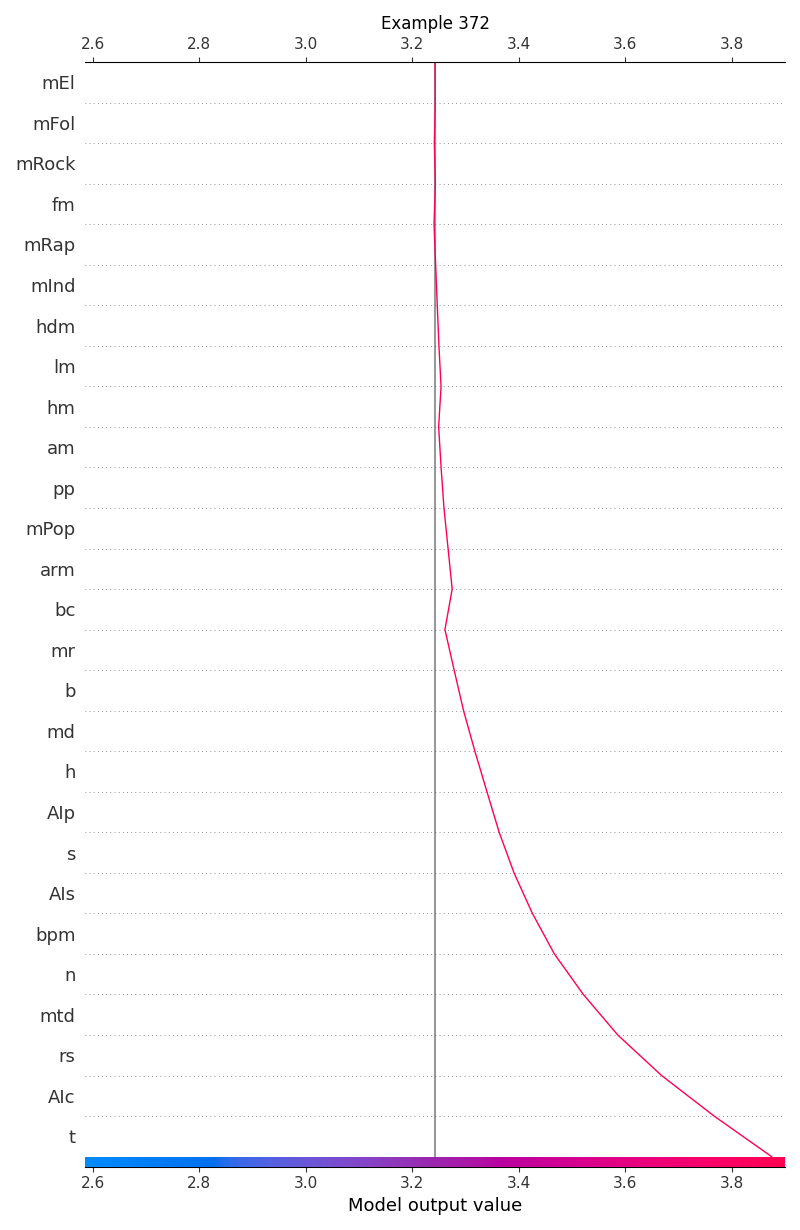 Example 372
2.6 2.8 3.0 3.2 3.4 3.6 3.8
mEl
mFol
mRock
fm
mRap
mInd
hdm
lm
hm
am
pp
mPop
arm
bc
mr
b
md
h
AIp
s
AIs
bpm
n
mtd
rs
AIc
t
2.6 2.8 3.0 3.2 3.4 3.6 3.8
Model output value